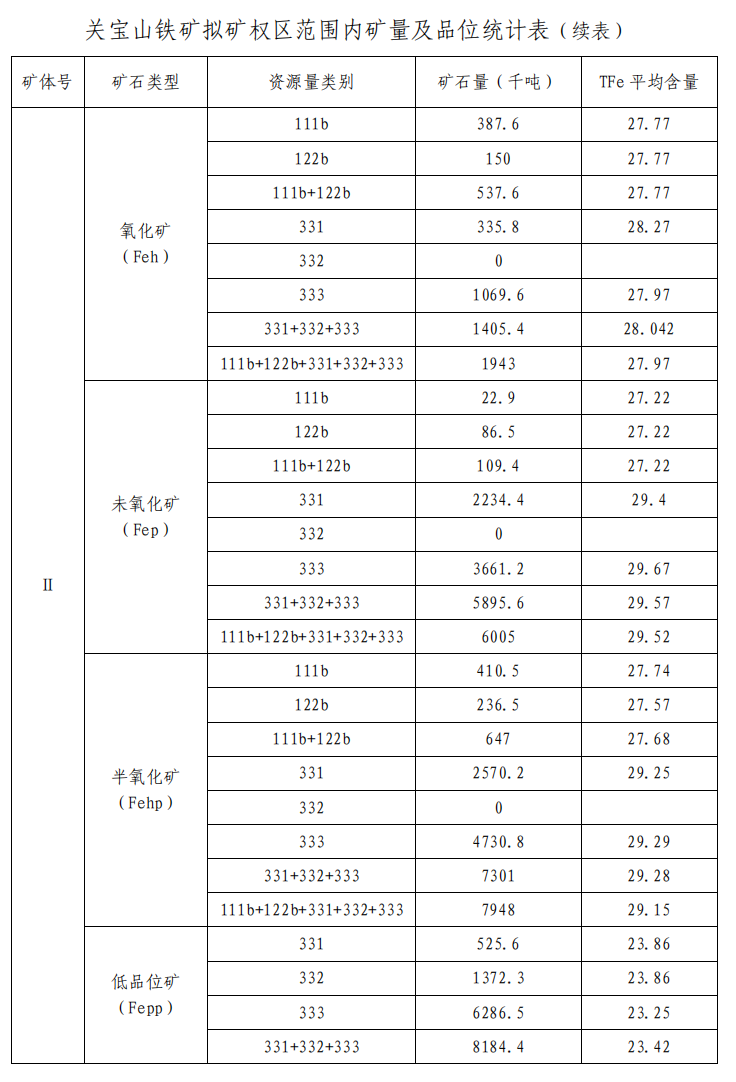 关宝山铁矿拟矿权区范围内矿量及品位统计表（续表）
矿体号 矿石类型 资源量类别 矿石量（千吨） TFe 平均含量
Ⅱ
氧化矿
（Feh）
111b 387.6 27.77
122b 150 27.77
111b+122b 537.6 27.77
331 335.8 28.27
332 0
333 1069.6 27.97
331+332+333 1405.4 28.042
111b+122b+331+332+333 1943 27.97
未氧化矿
（Fep）
111b 22.9 27.22
122b 86.5 27.22
111b+122b 109.4 27.22
331 2234.4 29.4
332 0
333 3661.2 29.67
331+332+333 5895.6 29.57
111b+122b+331+332+333 6005 29.52
半氧化矿
（Fehp）
111b 410.5 27.74
122b 236.5 27.57
111b+122b 647 27.68
331 2570.2 29.25
332 0
333 4730.8 29.29
331+332+333 7301 29.28
111b+122b+331+332+333 7948 29.15
低品位矿
（Fepp）
331 525.6 23.86
332 1372.3 23.86
333 6286.5 23.25
331+332+333 8184.4 23.42